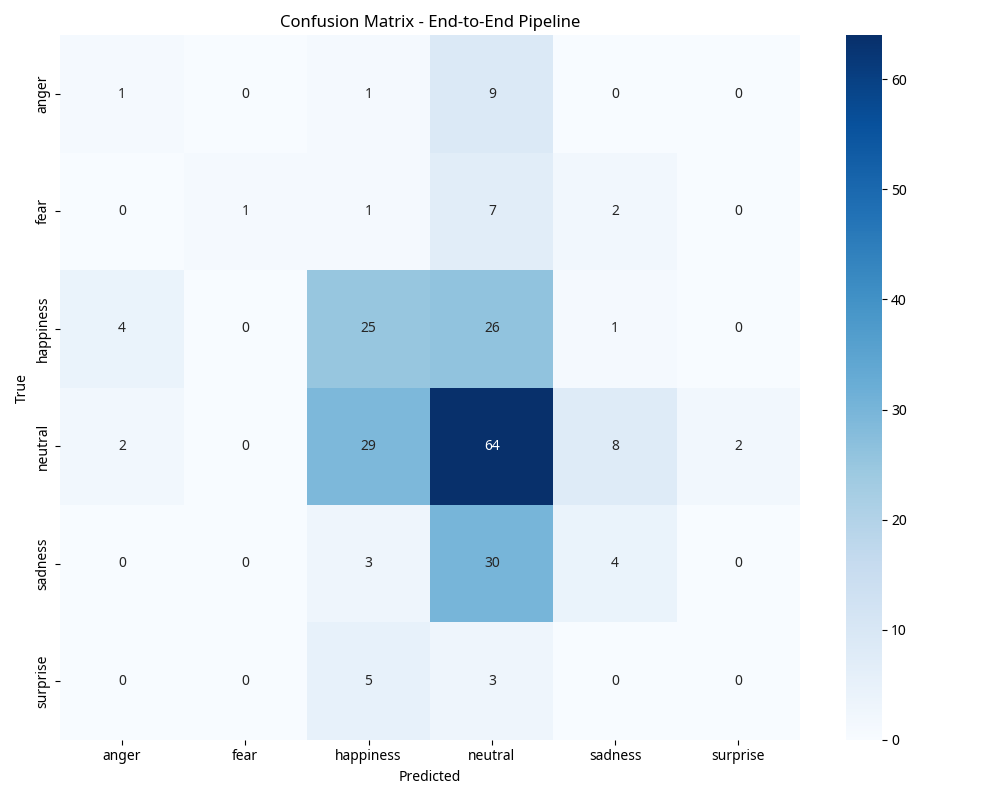 Confusion Matrix - End-to-End Pipeline
True
anger 1 0 1 9 0 0
fear 0 1 1 7 2 0
happiness 4 0 25 26 1 0
neutral 2 0 29 64 8 2
sadness 0 0 3 30 4 0
surprise 0 0 5 3 0 0
anger fear happiness neutral sadness surprise
Predicted
60
50
40
30
20
10
0